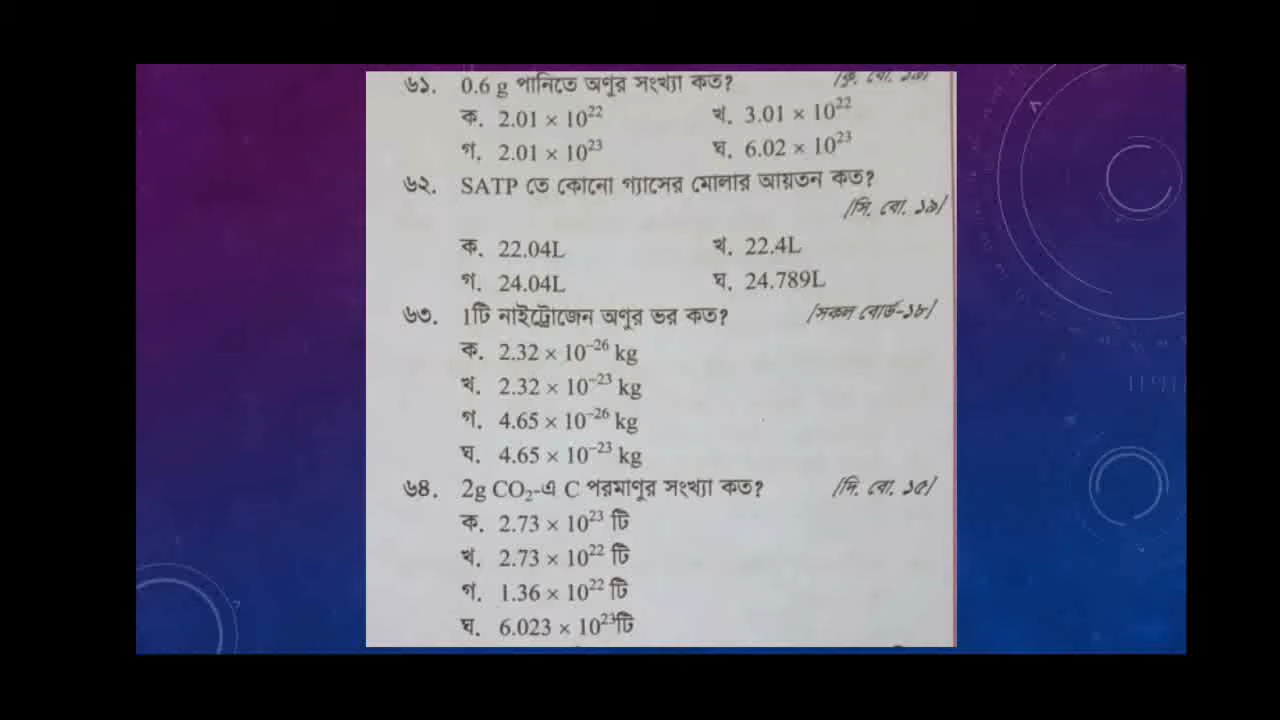 ৬১. 0.6 g পানিতে অণুর সংখ্যা কত? [কু. বো. ১৯]
ক. 2.01 × 10²² খ. 3.01 × 10²²
গ. 2.01 × 10²³ ঘ. 6.02 × 10²³
৬২. SATP তে কোনো গ্যাসের মোলার আয়তন কত?
[সি. বো. ১৯]
ক. 22.04L খ. 22.4L
গ. 24.04L ঘ. 24.789L
৬৩. 1টি নাইট্রোজেন অণুর ভর কত? [সকল বোর্ড-১৮]
ক. 2.32 × 10⁻²⁶ kg
খ. 2.32 × 10⁻²³ kg
গ. 4.65 × 10⁻²⁶ kg
ঘ. 4.65 × 10⁻²³ kg
৬৪. 2g CO₂-এ C পরমাণুর সংখ্যা কত? [দি. বো. ১৫]
ক. 2.73 × 10²³ টি
খ. 2.73 × 10²² টি
গ. 1.36 × 10²² টি
ঘ. 6.023 × 10²³টি